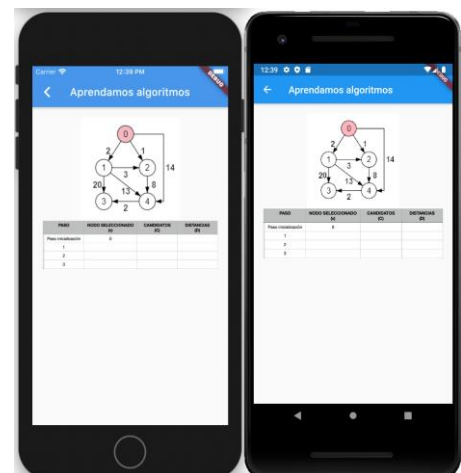 Carrier 12:39 PM
DEBUG
Aprendamos algoritmos
0
2 1
1 3 2 14
20 13 8
3 2 4
PASO NODO SELECCIONADO (v) CANDIDATOS (C) DISTANCIAS (D)
Paso inicialización 0
1
2
3
12:39
DEBUG
Aprendamos algoritmos
0
2 1
1 3 2 14
20 13 8
3 2 4
PASO NODO SELECCIONADO (v) CANDIDATOS (C) DISTANCIAS (D)
Paso inicialización 0
1
2
3